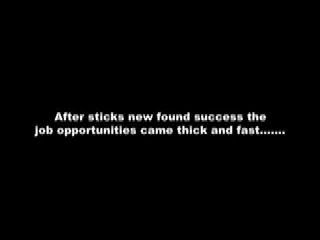 After sticks new found success the
job opportunities came thick and fast.......